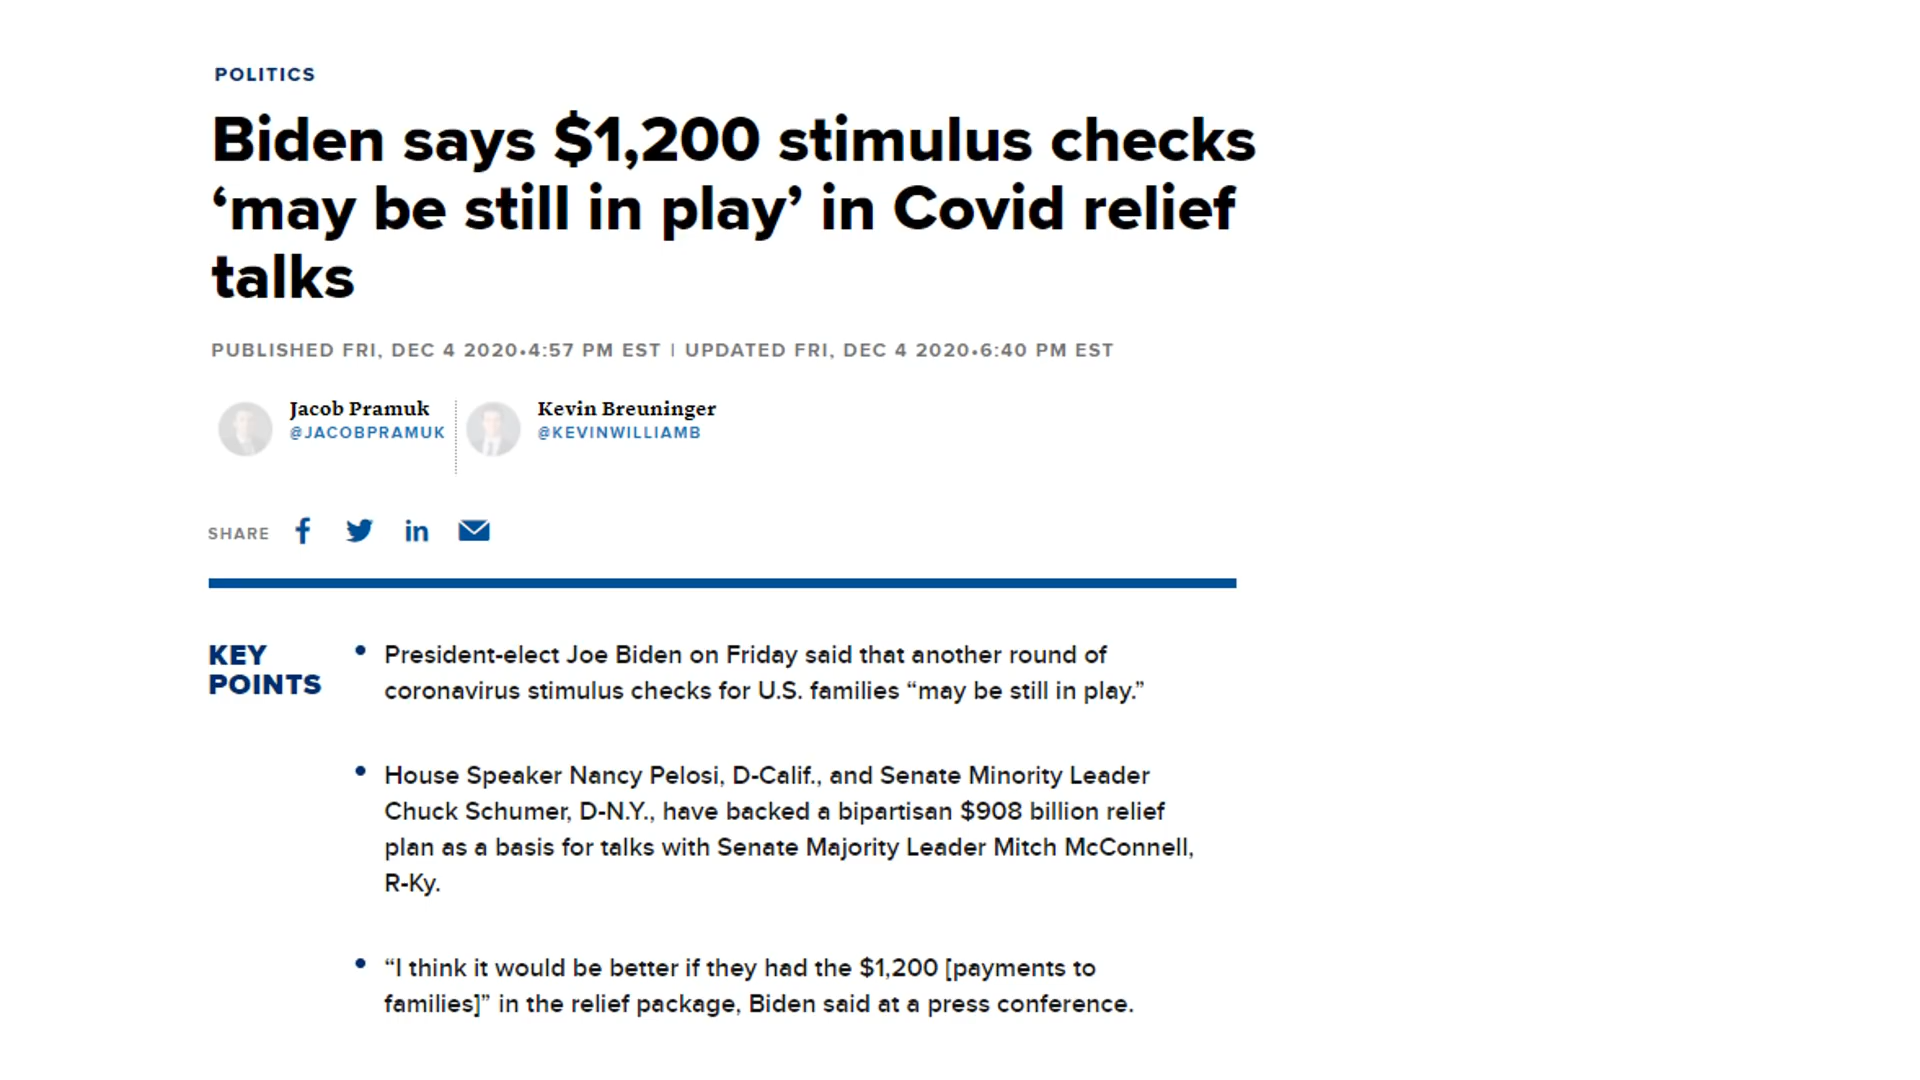 POLITICS
Biden says $1,200 stimulus checks
‘may be still in play’ in Covid relief
talks
PUBLISHED FRI, DEC 4 2020•4:57 PM EST | UPDATED FRI, DEC 4 2020•6:40 PM EST
Jacob Pramuk
@JACOBPRAMUK
Kevin Breuninger
@KEVINWILLIAMB
SHARE
KEY
POINTS
President-elect Joe Biden on Friday said that another round of
coronavirus stimulus checks for U.S. families “may be still in play.”
House Speaker Nancy Pelosi, D-Calif., and Senate Minority Leader
Chuck Schumer, D-N.Y., have backed a bipartisan $908 billion relief
plan as a basis for talks with Senate Majority Leader Mitch McConnell,
R-Ky.
“I think it would be better if they had the $1,200 [payments to
families]” in the relief package, Biden said at a press conference.